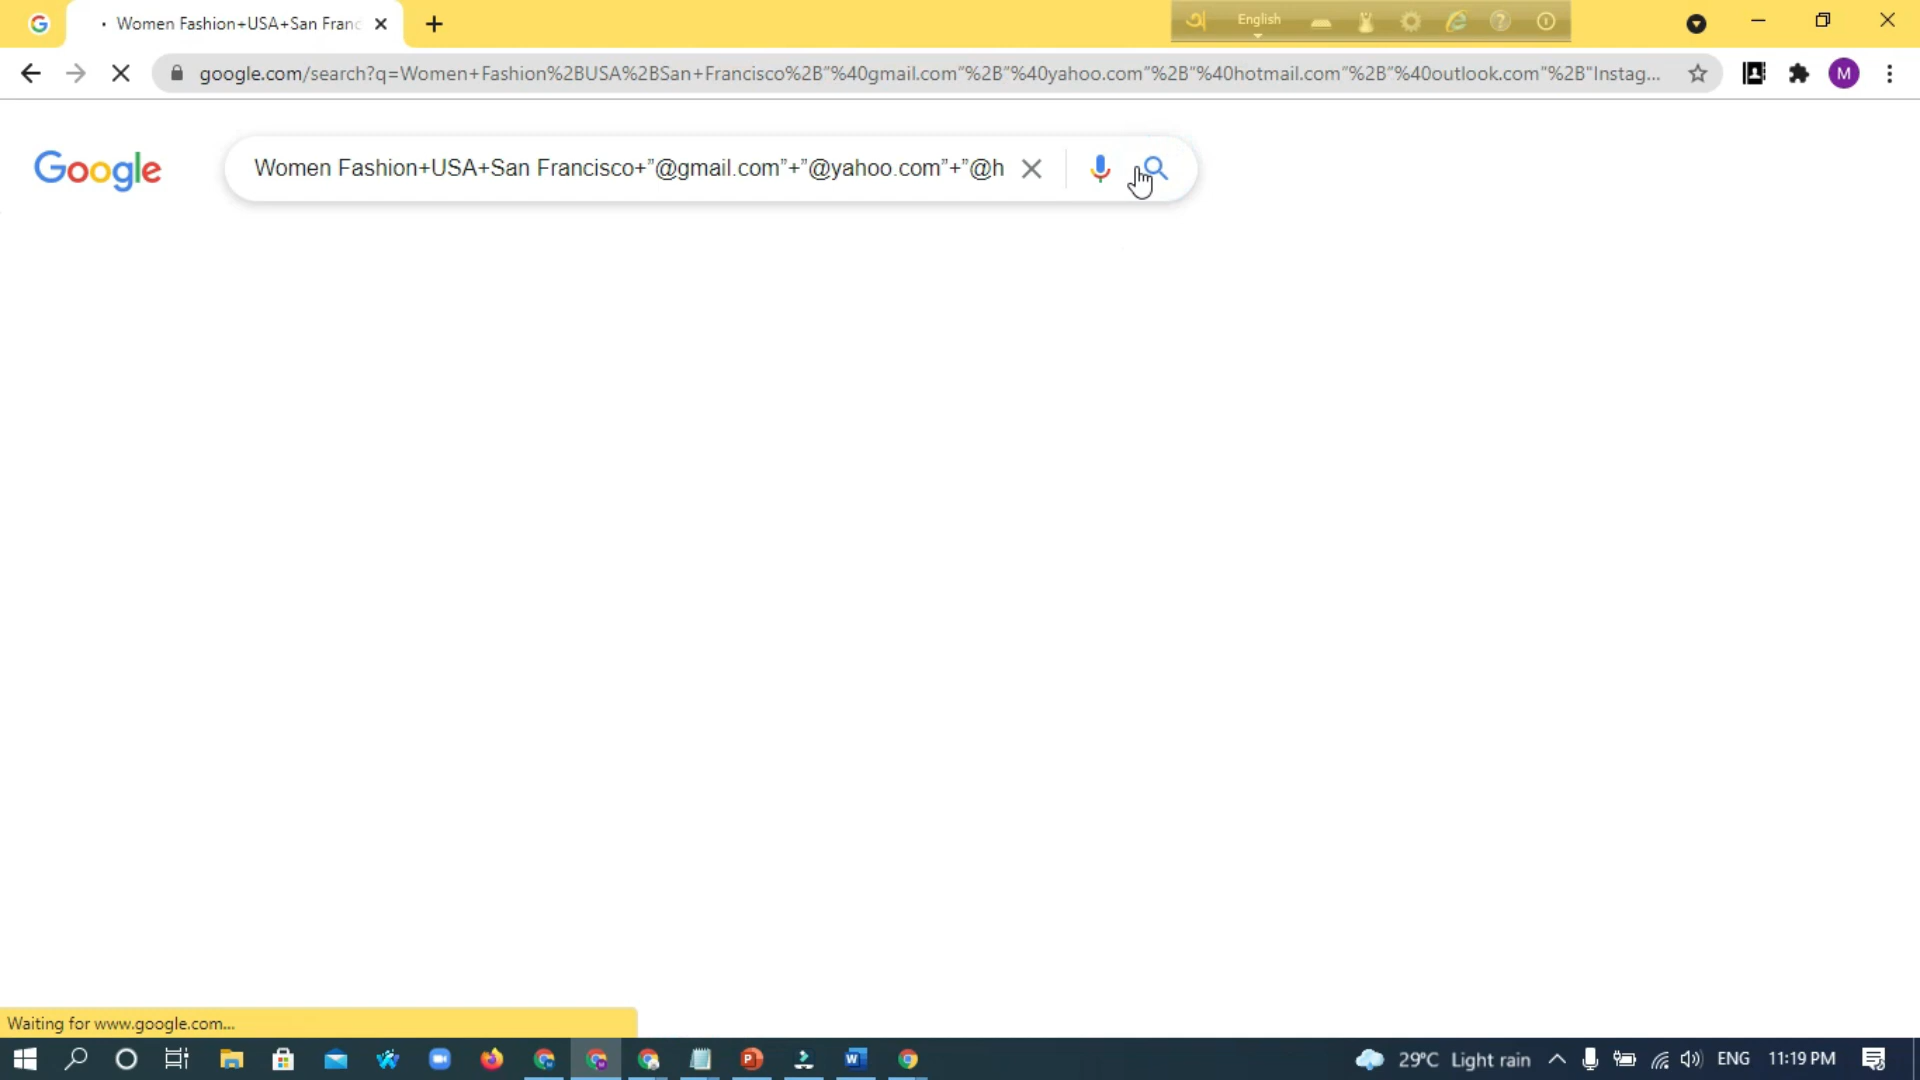 Women Fashion+USA+San Franc
অ English
google.com/search?q=Women+Fashion%2BUSA%2BSan+Francisco%2B”%40gmail.com”%2B”%40yahoo.com”%2B”%40hotmail.com”%2B”%40outlook.com”%2B"Instag...
M
Google
Women Fashion+USA+San Francisco+”@gmail.com”+”@yahoo.com”+”@h
Waiting for www.google.com...
29°C Light rain
ENG
11:19 PM